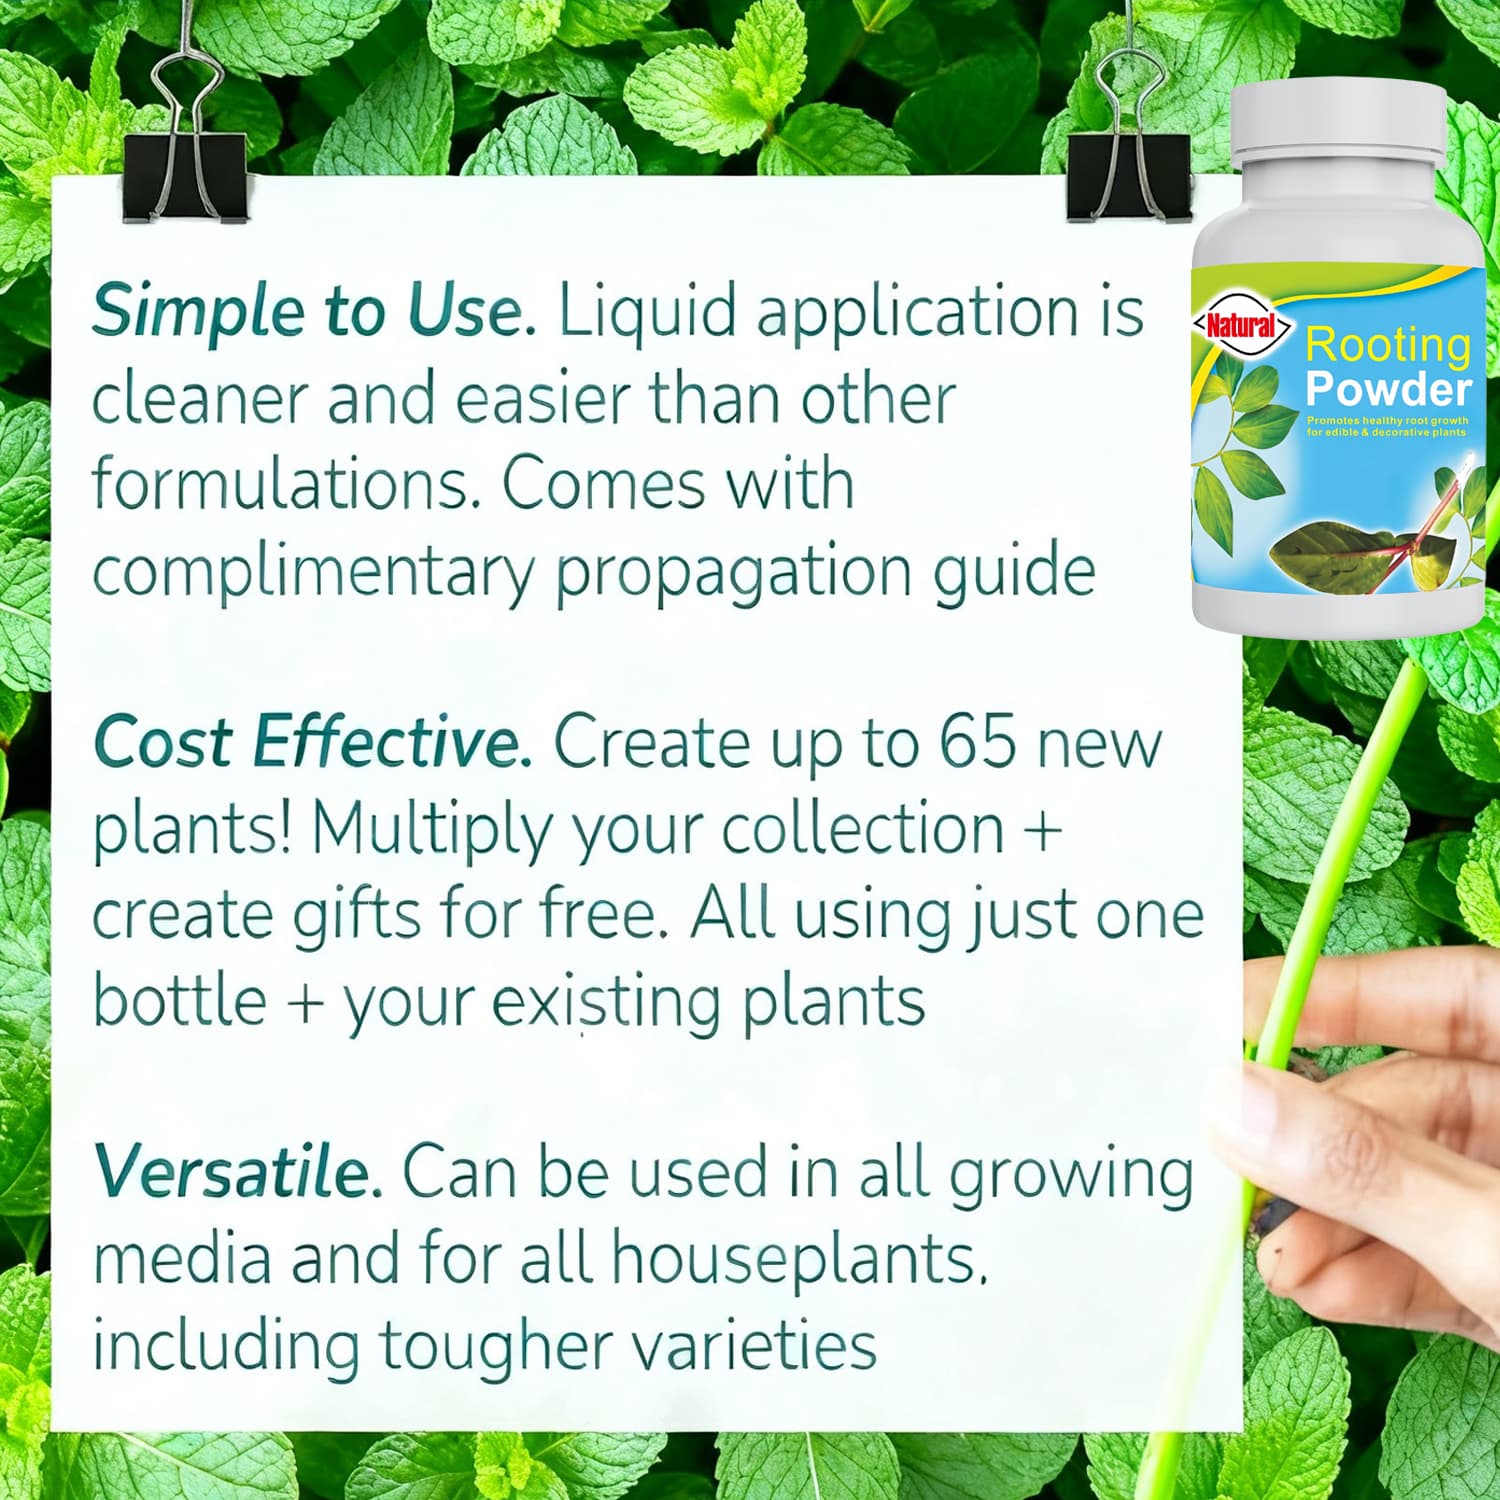 Simple to Use. Liquid application is
cleaner and easier than other
formulations. Comes with
complimentary propagation guide
Cost Effective. Create up to 65 new
plants! Multiply your collection +
create gifts for free. All using just one
bottle + your existing plants
Versatile. Can be used in all growing
media and for all houseplants.
including tougher varieties
Natural
Rooting
Powder
Promotes healthy root growth
for edible & decorative plants